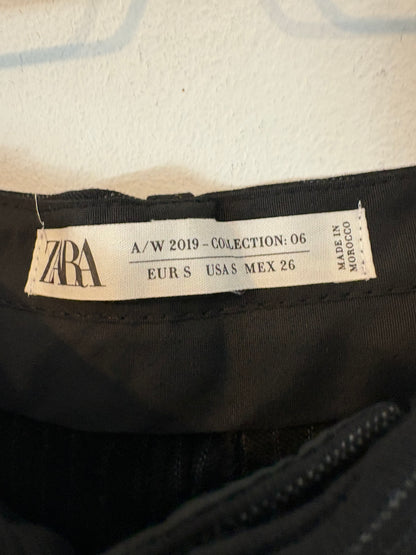 ZARA
A/W 2019 - COLLECTION: 06
EUR S USA S MEX 26
MADE IN
MOROCCO